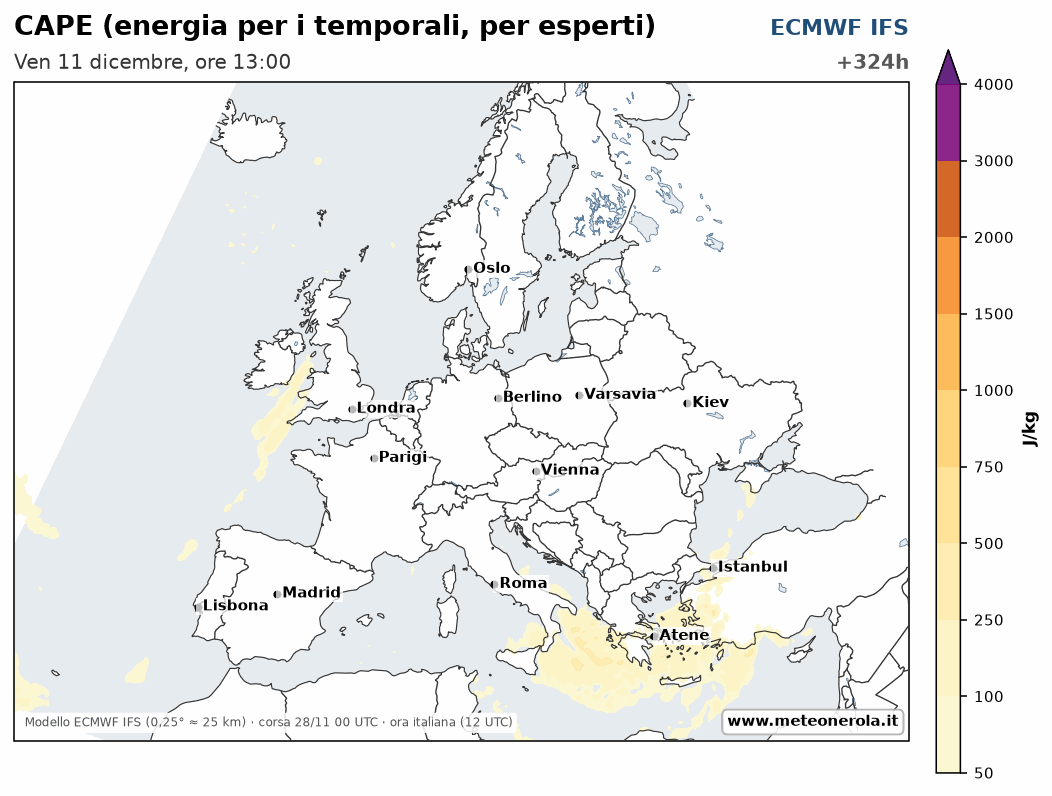 CAPE (energia per i temporali, per esperti)
ECMWF IFS
Ven 11 dicembre, ore 13:00
+324h
4000
3000
2000
1500
1000
750
500
250
100
50
J/kg
Oslo
Londra
Berlino
Varsavia
Kiev
Parigi
Vienna
Istanbul
Roma
Madrid
Lisbona
Atene
Modello ECMWF IFS (0,25° ≈ 25 km) · corsa 28/11 00 UTC · ora italiana (12 UTC)
www.meteonerola.it